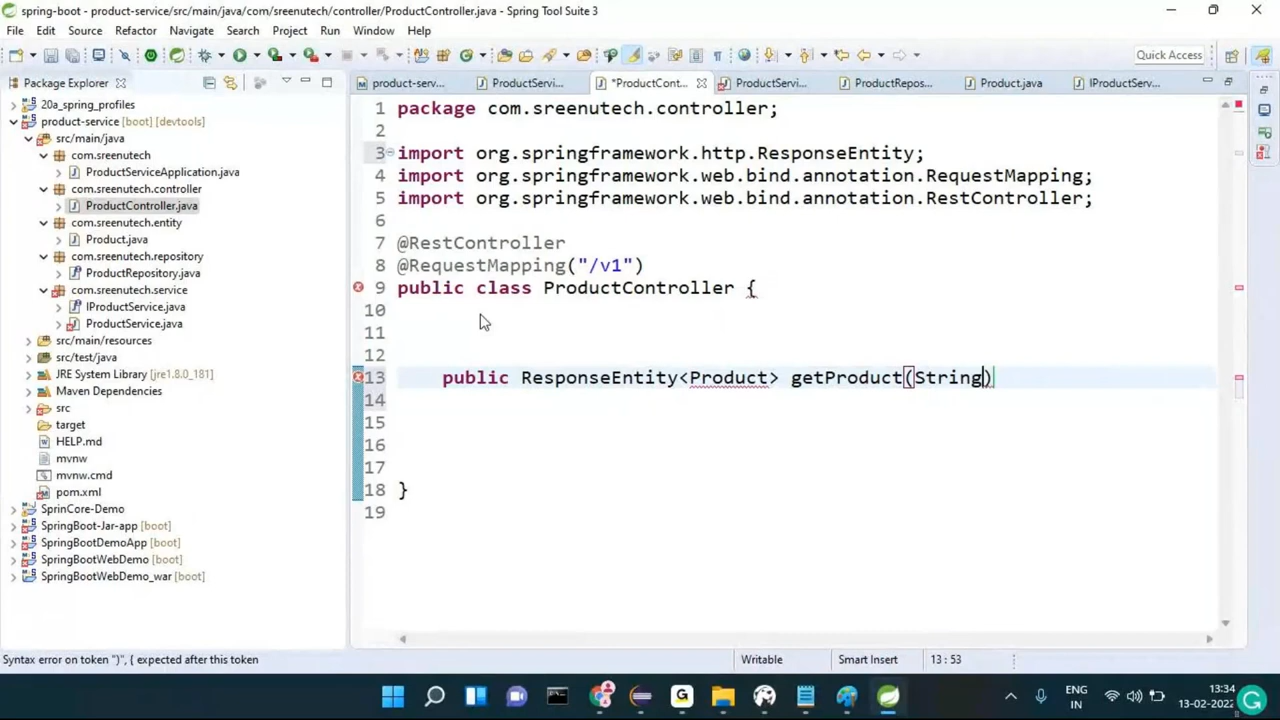 spring-boot - product-service/src/main/java/com/sreenutech/controller/ProductController.java - Spring Tool Suite 3
File Edit Source Refactor Navigate Search Project Run Window Help
Quick Access
Package Explorer
product-serv...
ProductServi...
*ProductCont...
ProductServi...
ProductRepos...
Product.java
IProductServ...
20a_spring_profiles
product-service [boot] [devtools]
src/main/java
com.sreenutech
ProductServiceApplication.java
com.sreenutech.controller
ProductController.java
com.sreenutech.entity
Product.java
com.sreenutech.repository
ProductRepository.java
com.sreenutech.service
IProductService.java
ProductService.java
src/main/resources
src/test/java
JRE System Library [jre1.8.0_181]
src
target
HELP.md
mvnw
mvnw.cmd
pom.xml
SprinCore-Demo
SpringBoot-Jar-app [boot]
SpringBootDemoApp [boot]
SpringBootWebDemo [boot]
SpringBootWebDemo_war [boot]
1 package com.sreenutech.controller;
2
3 import org.springframework.http.ResponseEntity;
4 import org.springframework.web.bind.annotation.RequestMapping;
5 import org.springframework.web.bind.annotation.RestController;
6
7 @RestController
8 @RequestMapping("/v1")
9 public class ProductController {
10
11
12
13 public ResponseEntity<Product> getProduct(String)
14
15
16
17
18 }
19
Syntax error on token ")", { expected after this token
Writable
Smart Insert
13 : 53
ENG
IN
13:34
13-02-2022